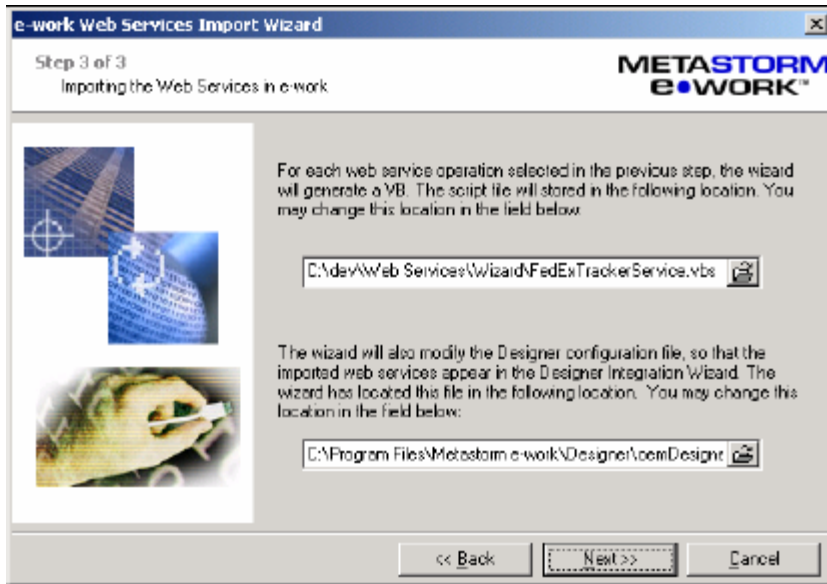 e-work Web Services Import Wizard
Step 3 of 3
Importing the Web Services in e-work
METASTORM
e•WORK™
For each web service operation selected in the previous step, the wizard
will generate a VB. The script file will stored in the following location. You
may change this location in the field below:
C:\dev\Web Services\Wizard\FedExTrackerService.vbs
The wizard will also modify the Designer configuration file, so that the
imported web services appear in the Designer Integration Wizard. The
wizard has located this file in the following location. You may change this
location in the field below:
C:\Program Files\Metastorm e-work\Designer\oemDesigne
<< Back
Next >>
Cancel